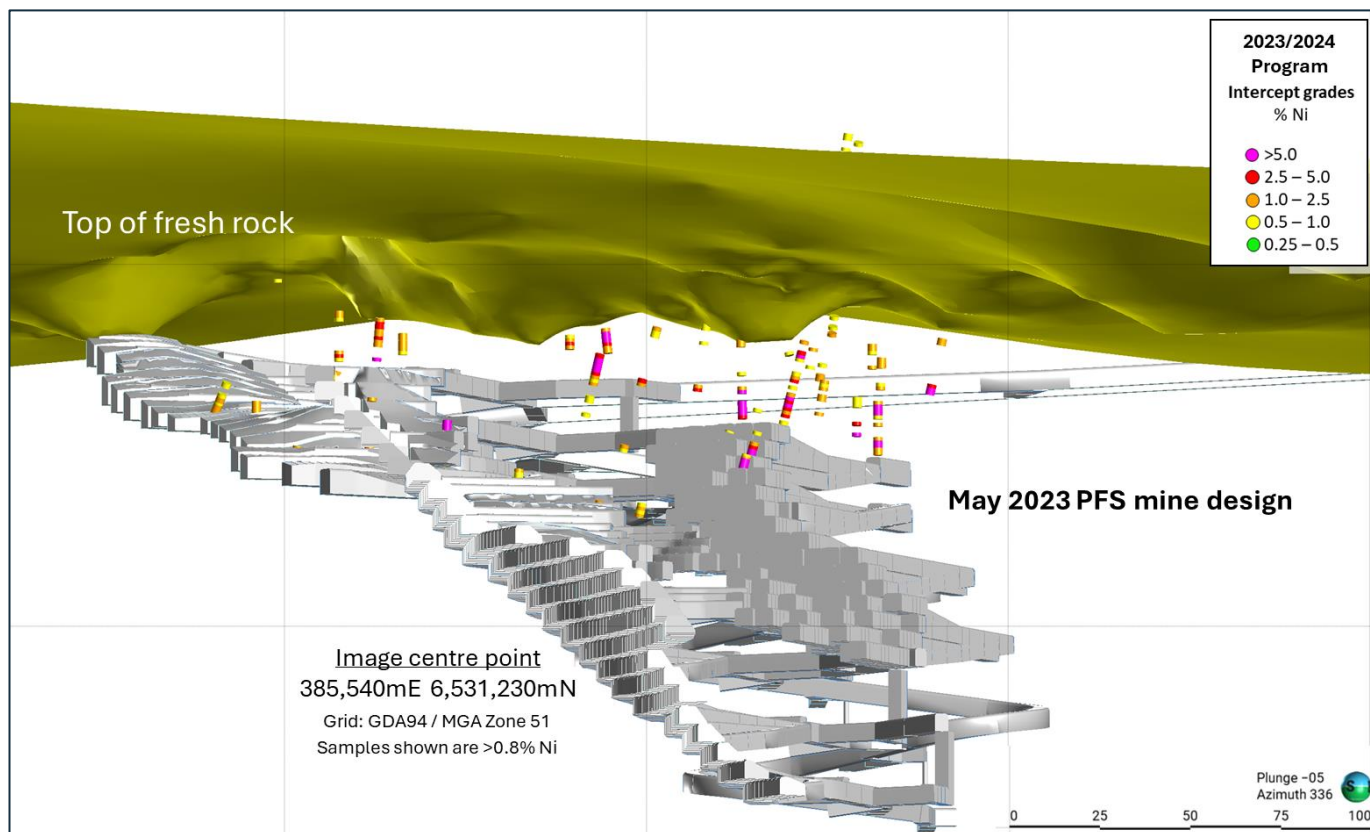 2023/2024
Program
Intercept grades
% Ni
>5.0
2.5 – 5.0
1.0 – 2.5
0.5 – 1.0
0.25 – 0.5
Top of fresh rock
May 2023 PFS mine design
Image centre point
385,540mE 6,531,230mN
Grid: GDA94 / MGA Zone 51
Samples shown are >0.8% Ni
Plunge −05
Azimuth 336
S
0 25 50 75 100